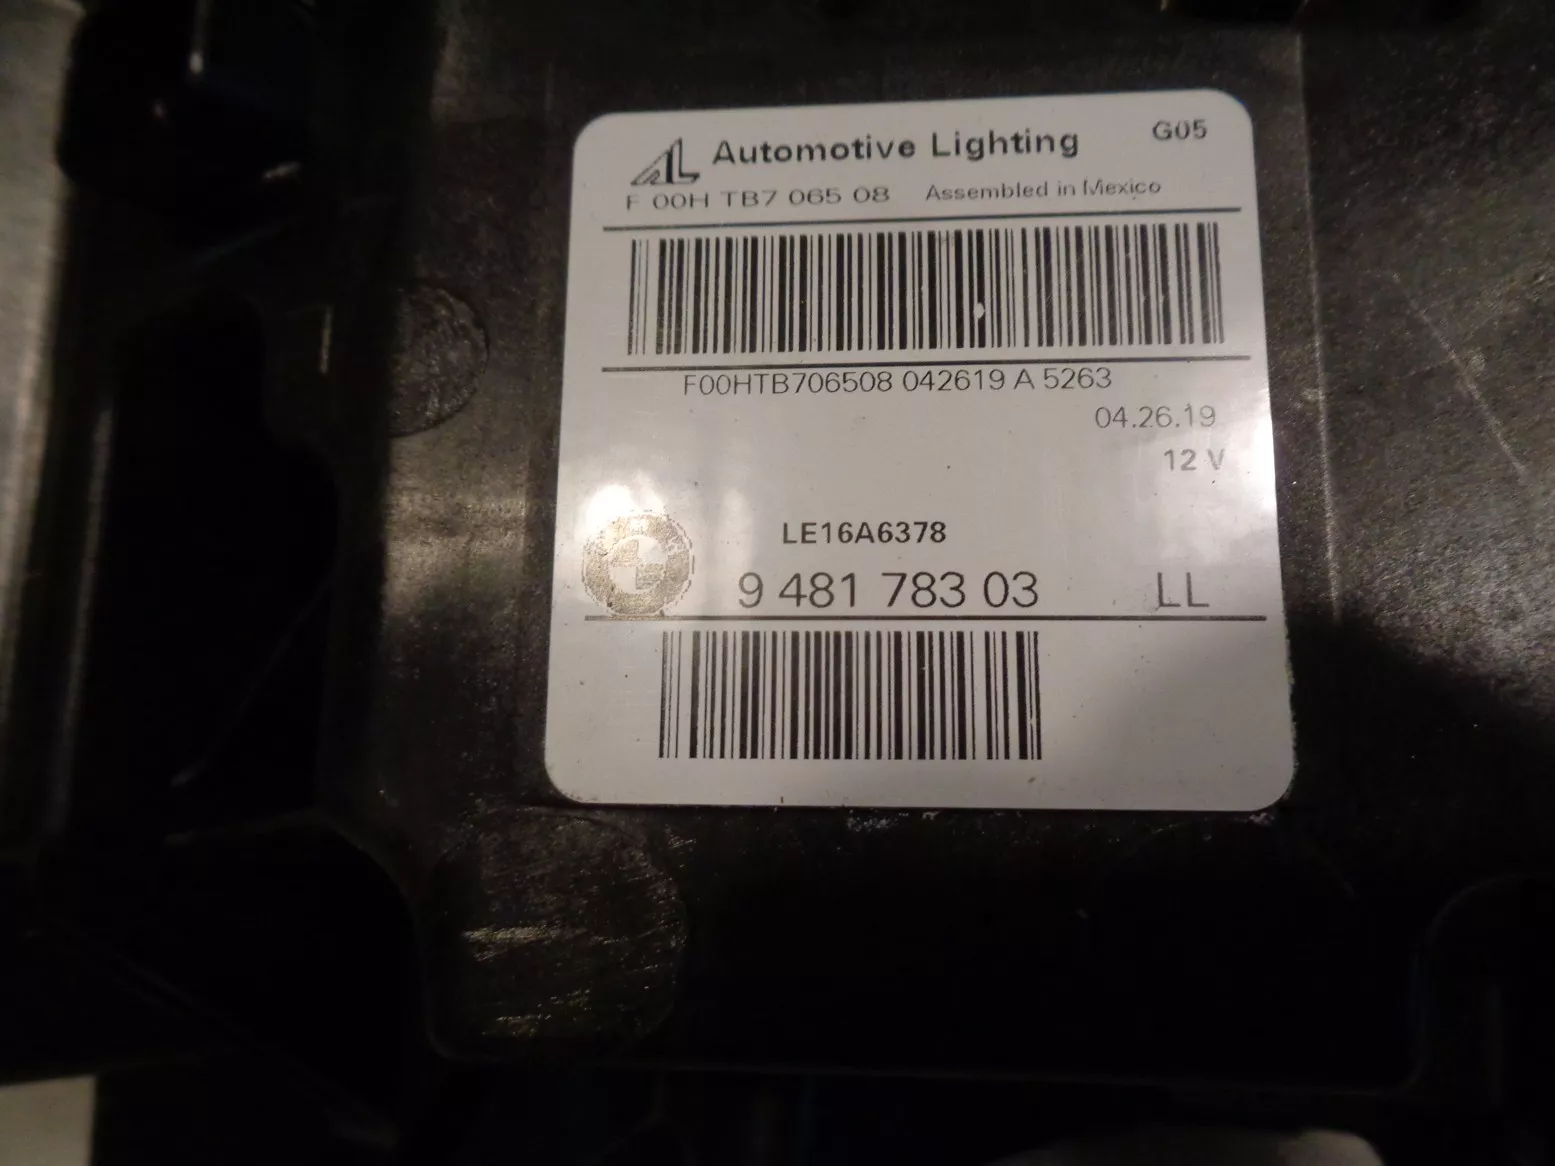 AL Automotive Lighting G05
F 00H TB7 065 08 Assembled in Mexico
F00HTB706508 042619 A 5263
04.26.19
12 V
LE16A6378
9 481 783 03 LL